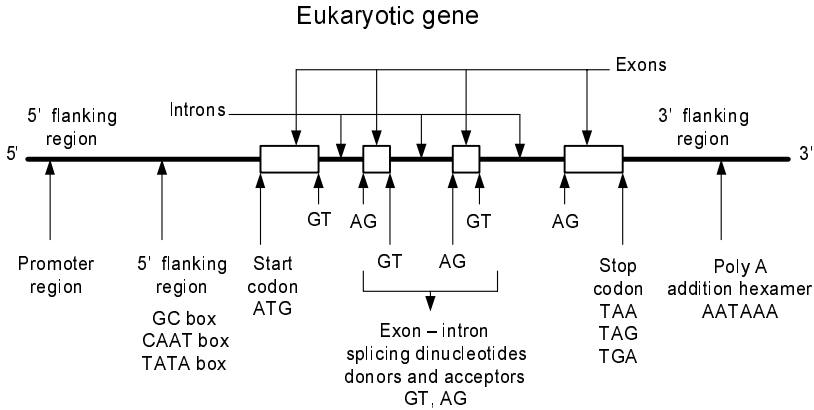 Eukaryotic gene
Exons
Introns
5' flanking
region
3' flanking
region
5'
3'
GT
AG
GT
AG
GT
AG
Promoter
region
5' flanking
region
GC box
CAAT box
TATA box
Start
codon
ATG
Exon – intron
splicing dinucleotides
donors and acceptors
GT, AG
Stop
codon
TAA
TAG
TGA
Poly A
addition hexamer
AATAAA